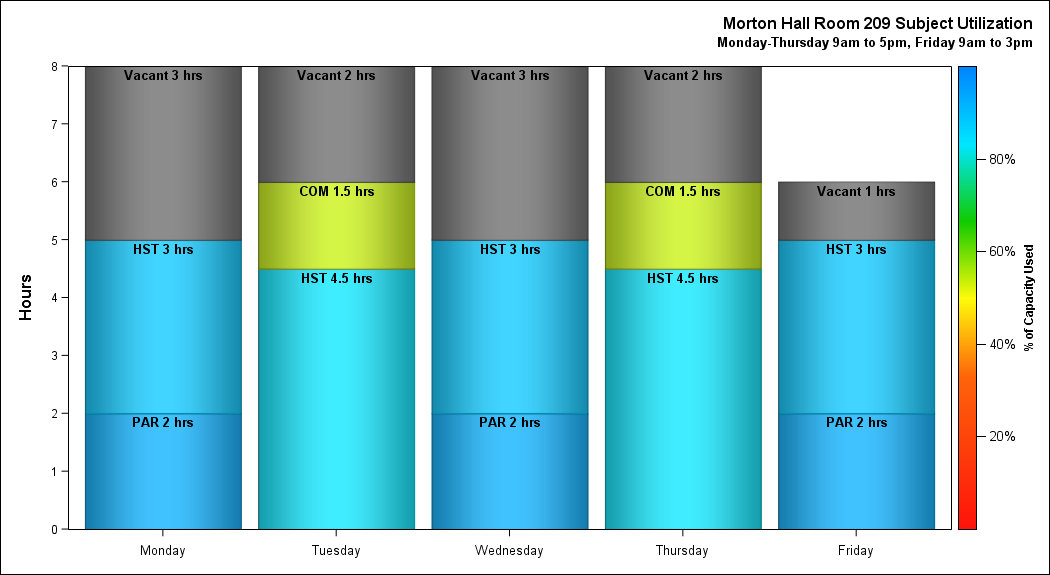 Morton Hall Room 209 Subject Utilization
Monday-Thursday 9am to 5pm, Friday 9am to 3pm
8
7
6
5
4
3
2
1
0
Hours
Vacant 3 hrs
HST 3 hrs
PAR 2 hrs
Vacant 2 hrs
COM 1.5 hrs
HST 4.5 hrs
Vacant 3 hrs
HST 3 hrs
PAR 2 hrs
Vacant 2 hrs
COM 1.5 hrs
HST 4.5 hrs
Vacant 1 hrs
HST 3 hrs
PAR 2 hrs
Monday
Tuesday
Wednesday
Thursday
Friday
80%
60%
40%
20%
% of Capacity Used